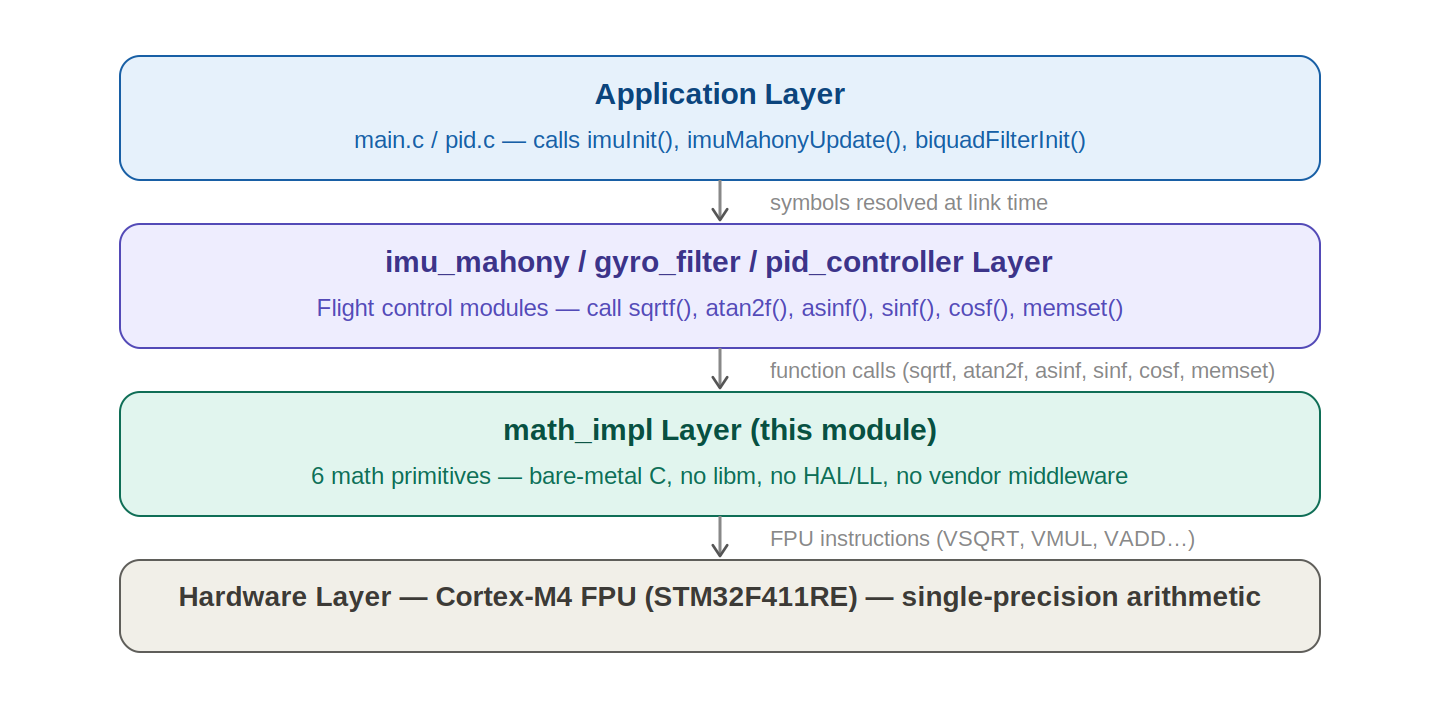 Application Layer
main.c / pid.c — calls imuInit(), imuMahonyUpdate(), biquadFilterInit()
symbols resolved at link time
imu_mahony / gyro_filter / pid_controller Layer
Flight control modules — call sqrtf(), atan2f(), asinf(), sinf(), cosf(), memset()
function calls (sqrtf, atan2f, asinf, sinf, cosf, memset)
math_impl Layer (this module)
6 math primitives — bare-metal C, no libm, no HAL/LL, no vendor middleware
FPU instructions (VSQRT, VMUL, VADD…)
Hardware Layer — Cortex-M4 FPU (STM32F411RE) — single-precision arithmetic